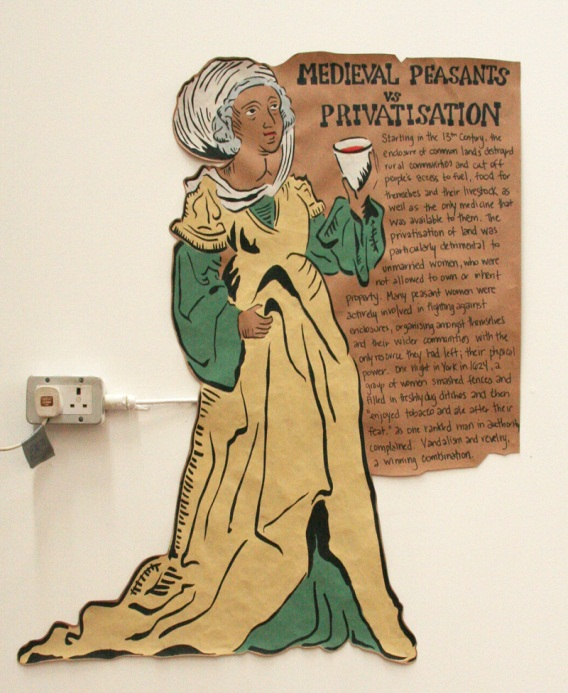 MEDIEVAL PEASANTS
VS
PRIVATISATION
Starting in the 15th Century, the
enclosure of common lands destroyed
rural communities and cut off
people's access to fuel, food for
themselves and their livestock, as
well as the only medicine that
was available to them. The
privatisation of land was
particularly detrimental to
unmarried women, who were
not allowed to own or inherit
property. Many peasant women were
actively involved in fighting against
enclosures, organising amongst themselves
and their wider communities with the
only resource they had left; their physical
power. One night in York in 1624, a
group of women smashed fences and
filled in freshly dug ditches and then
"enjoyed tobacco and ale after their
feat," as one rankled man in authority
complained. Vandalism and revelry,
a winning combination.